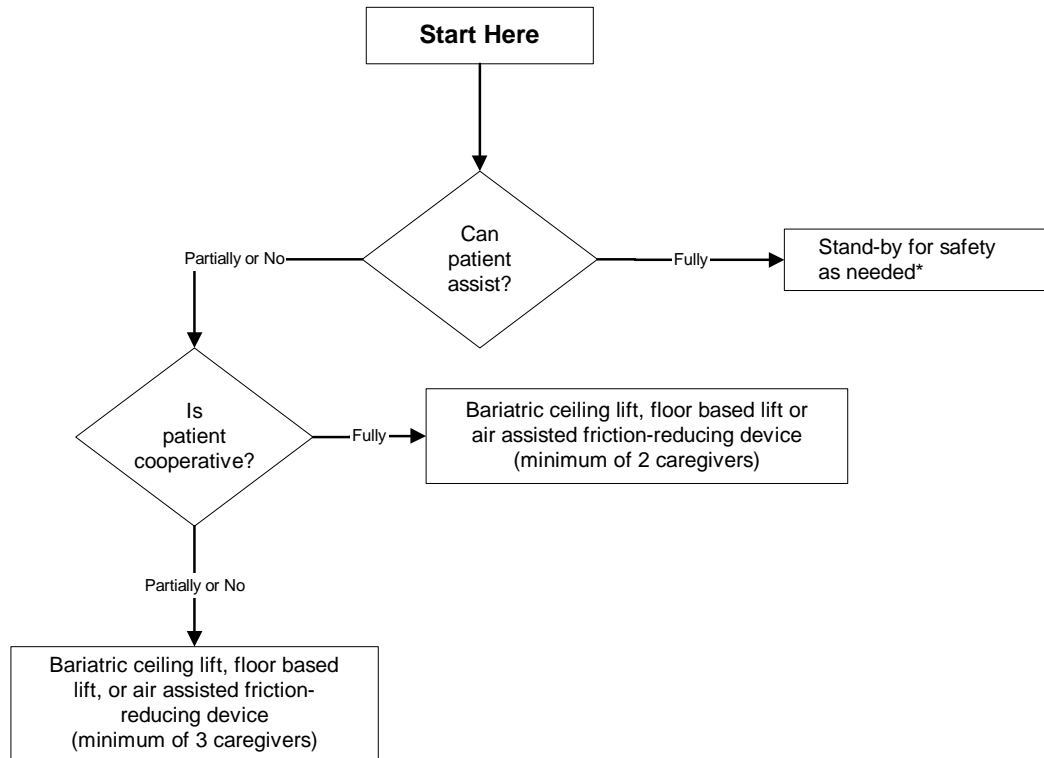 Start Here
Can
patient
assist?
Partially or No
Fully
Stand-by for safety
as needed*
Is
patient
cooperative?
Fully
Bariatric ceiling lift, floor based lift or
air assisted friction-reducing device
(minimum of 2 caregivers)
Partially or No
Bariatric ceiling lift, floor based
lift, or air assisted friction-
reducing device
(minimum of 3 caregivers)